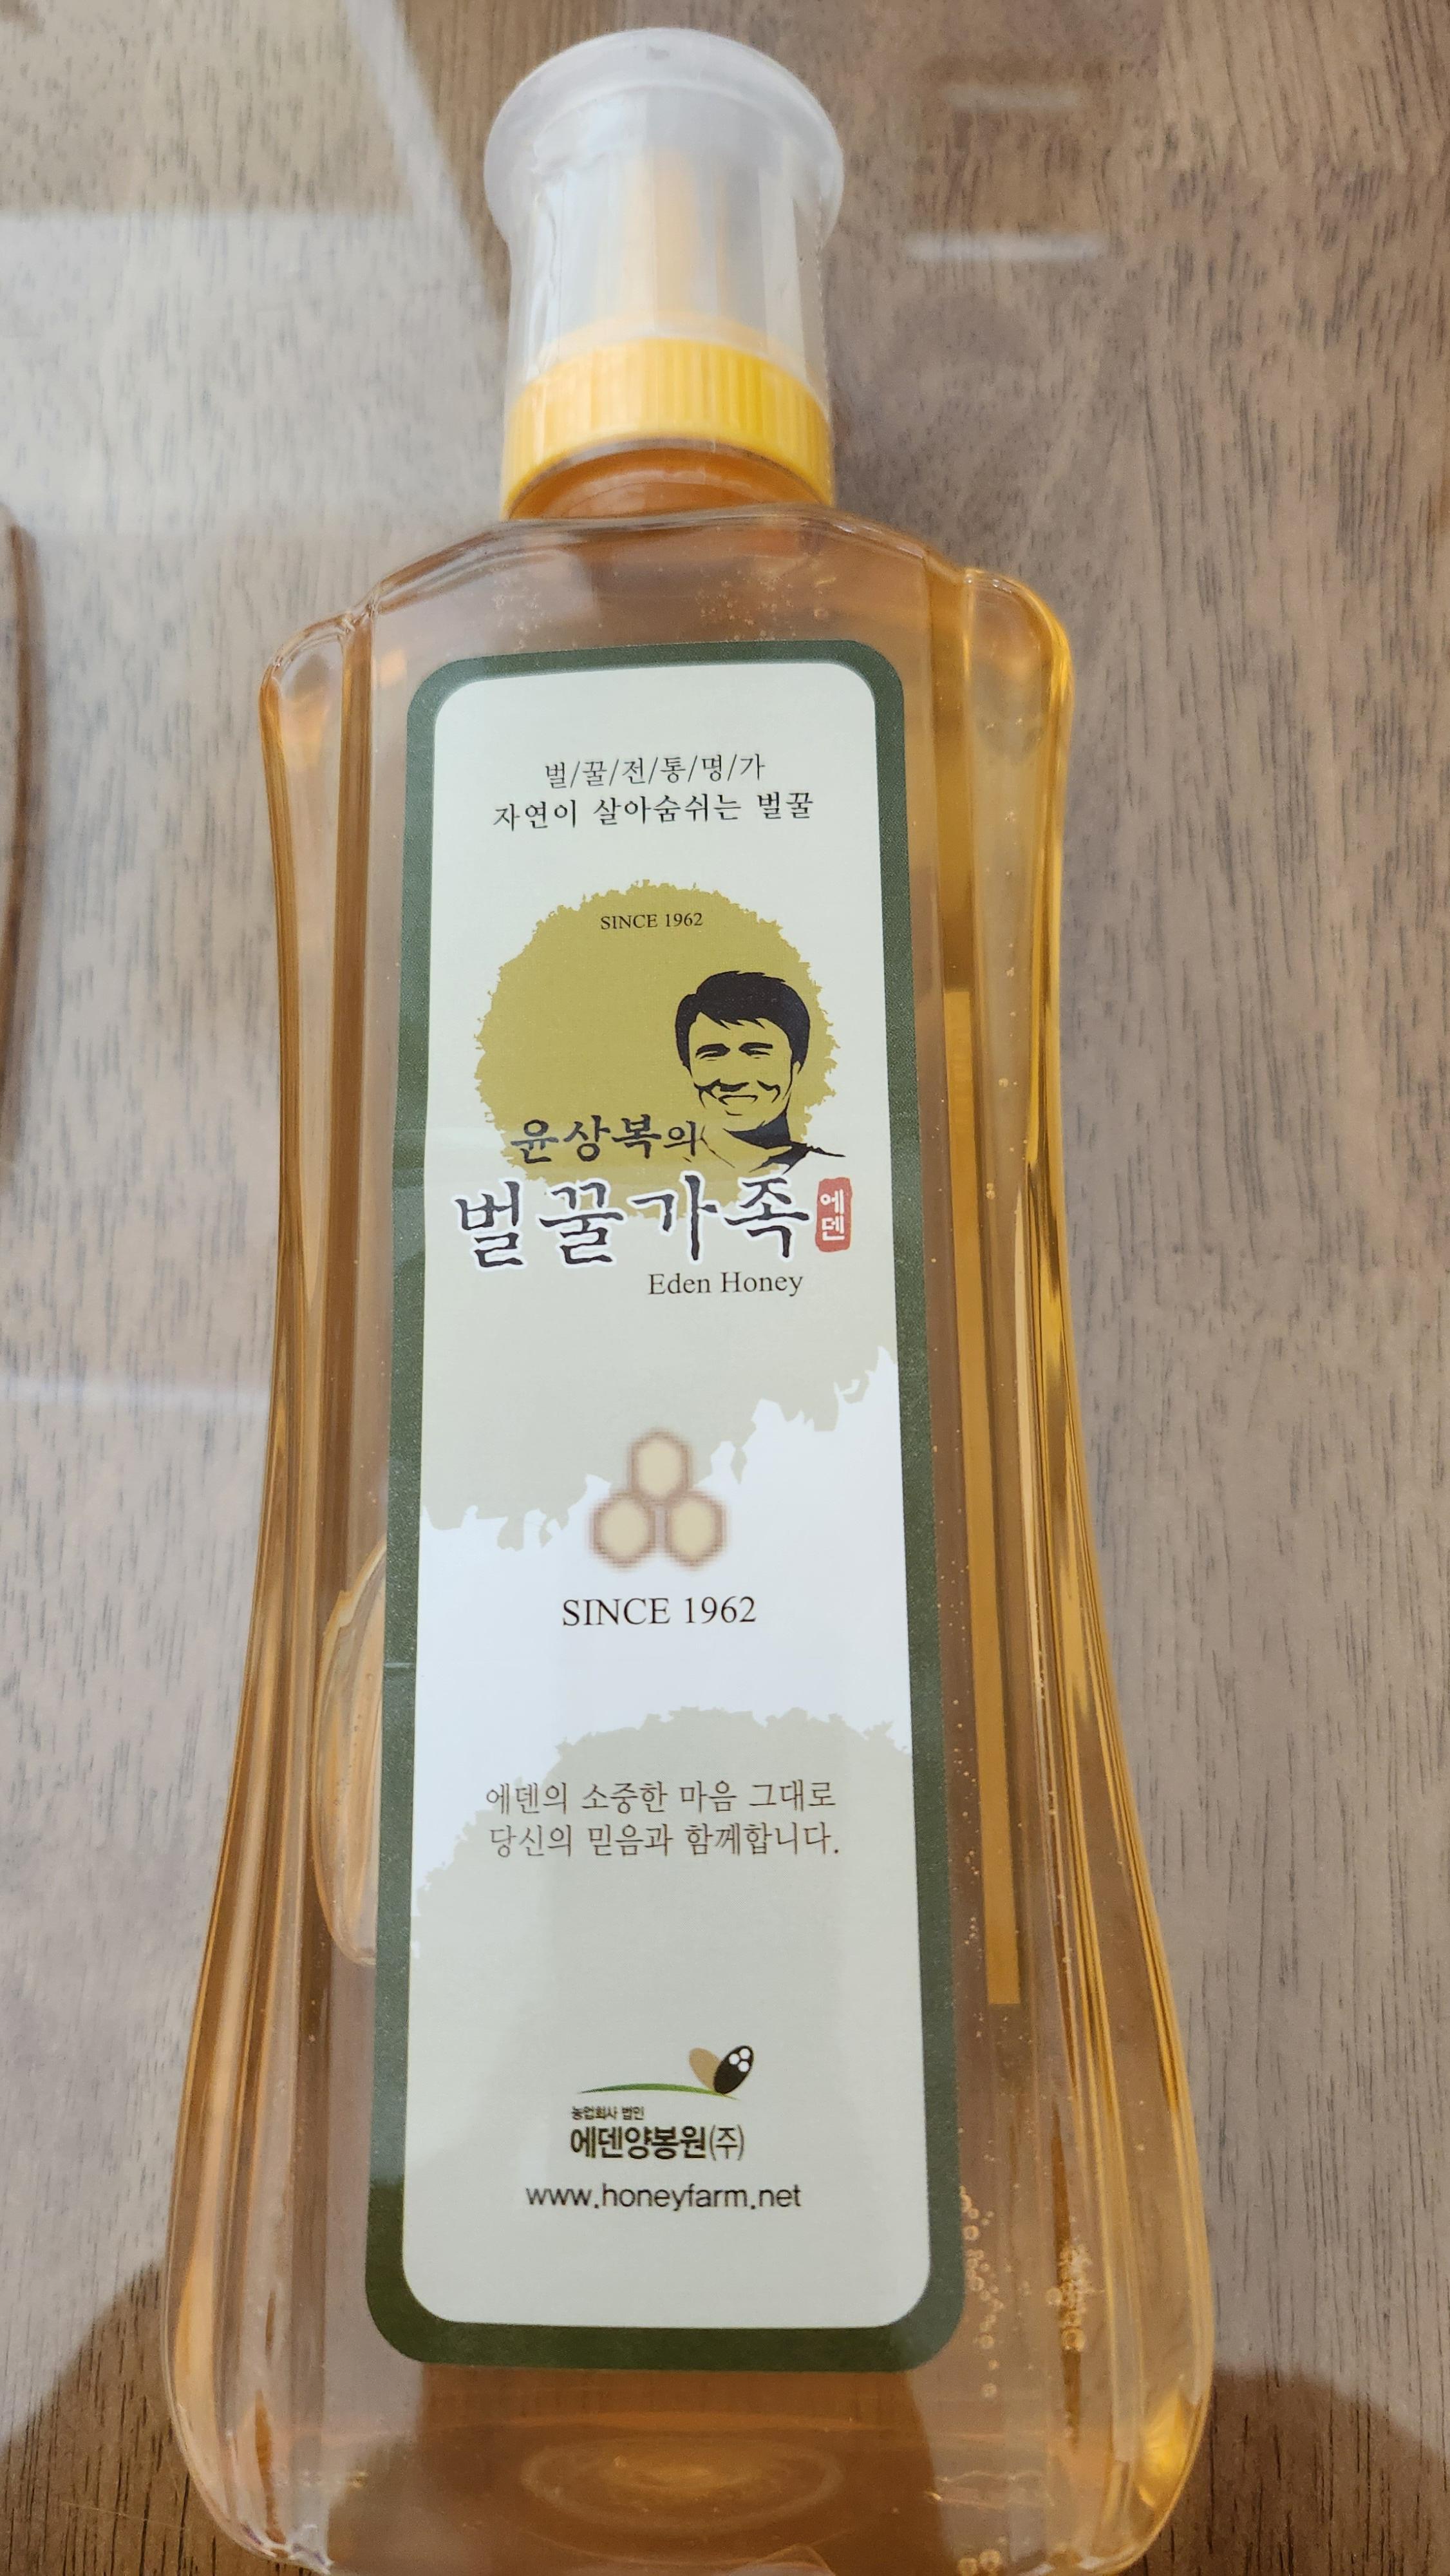 벌/꿀/전/통/명/가
자연이 살아숨쉬는 벌꿀
SINCE 1962
윤상복의
벌꿀가족 에덴
Eden Honey
SINCE 1962
에덴의 소중한 마음 그대로
당신의 믿음과 함께합니다.
농업회사 법인
에덴양봉원(주)
www.honeyfarm.net